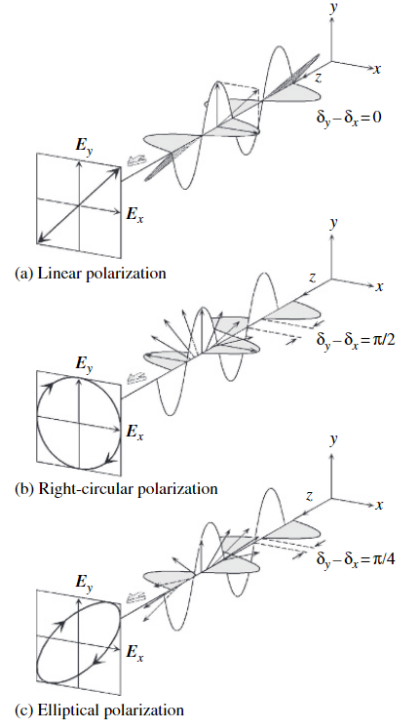 y
x
z
δy – δx = 0
Ey
Ex
(a) Linear polarization
y
x
z
δy – δx = π/2
Ey
Ex
(b) Right-circular polarization
y
x
z
δy – δx = π/4
Ey
Ex
(c) Elliptical polarization